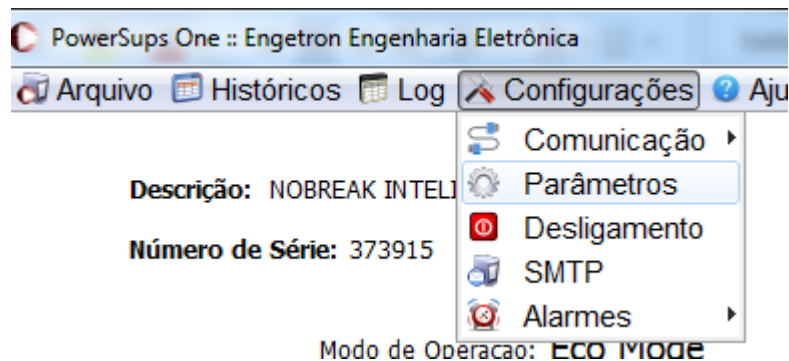 PowerSups One :: Engetron Engenharia Eletrônica
Arquivo Históricos Log Configurações Aju
Comunicação
Parâmetros
Descrição: NOBREAK INTELI
Desligamento
Número de Série: 373915
SMTP
Alarmes
Modo de Operação: Eco Mode